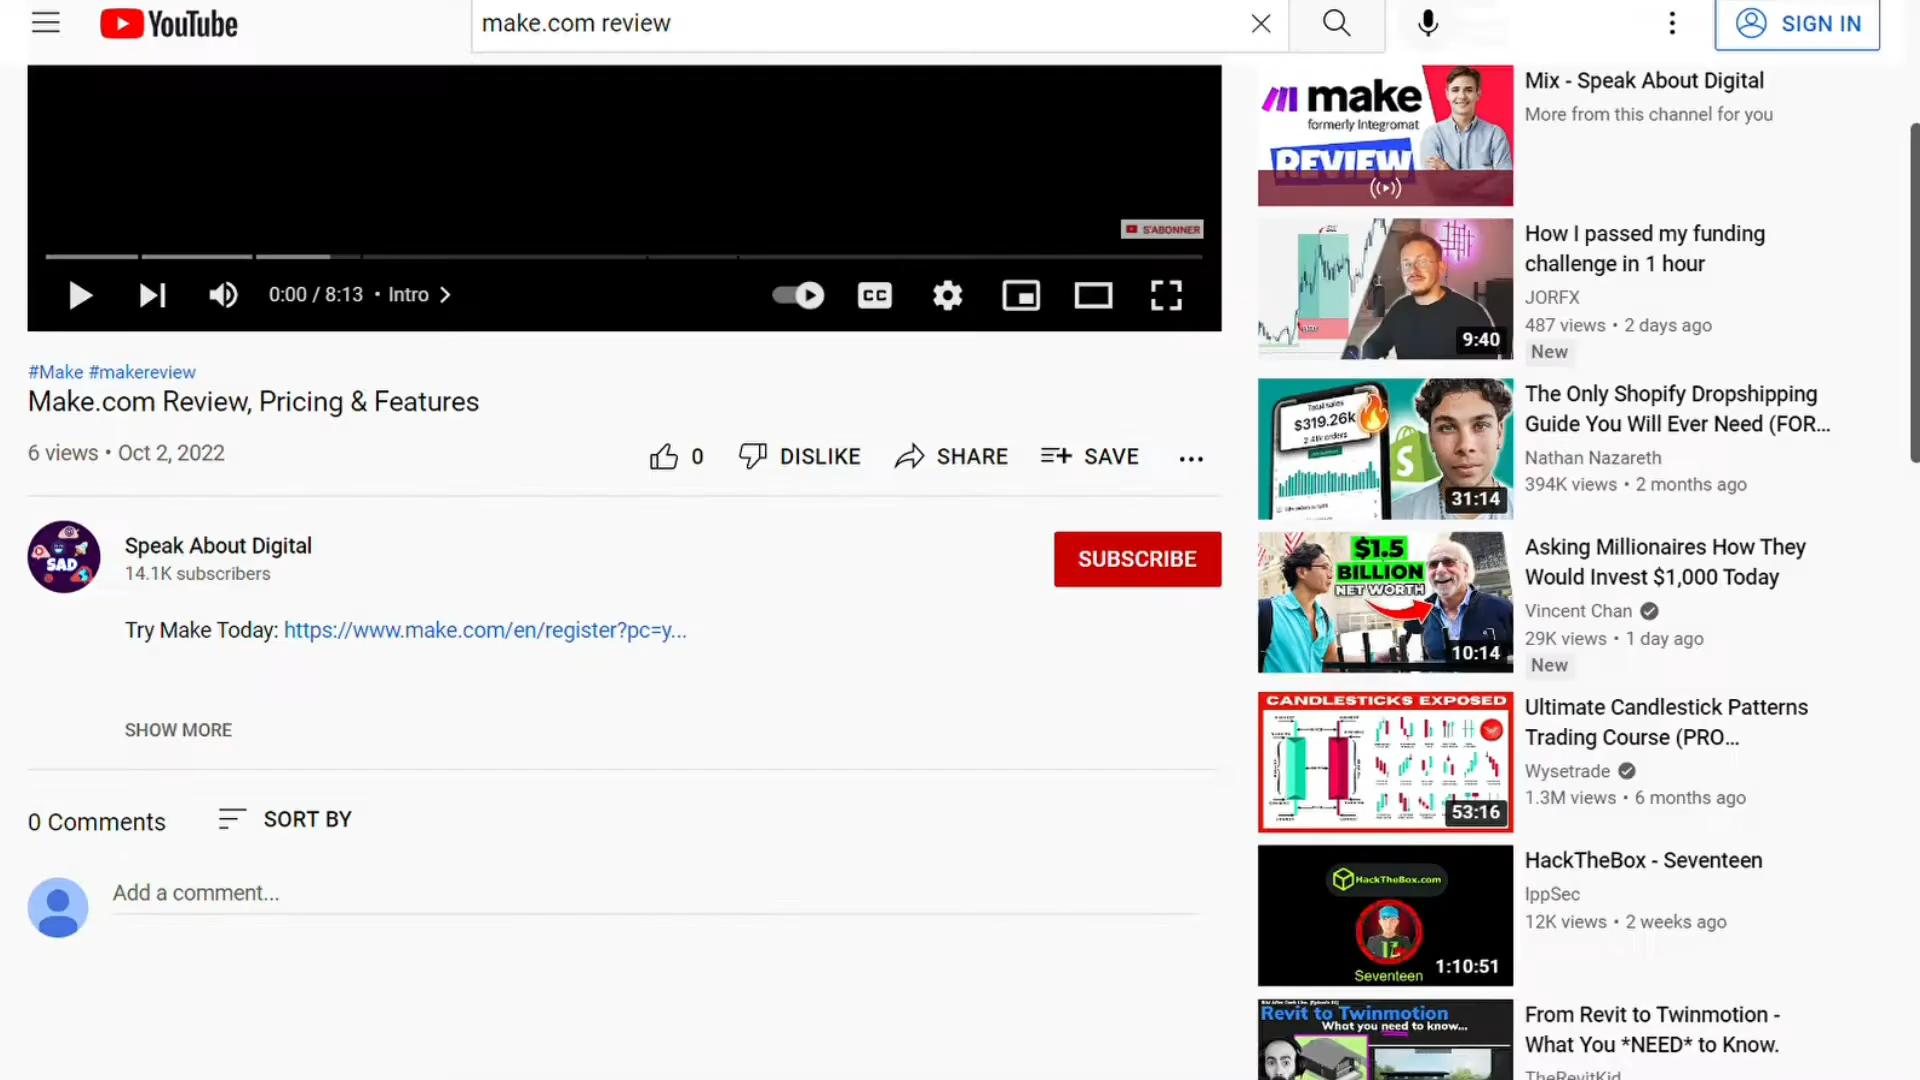 YouTube
make.com review
SIGN IN
S'ABONNER
0:00 / 8:13 • Intro
CC
#Make #makereview
Make.com Review, Pricing & Features
6 views • Oct 2, 2022
0
DISLIKE
SHARE
SAVE
SAD
Speak About Digital
14.1K subscribers
SUBSCRIBE
Try Make Today: https://www.make.com/en/register?pc=y...
SHOW MORE
0 Comments
SORT BY
Add a comment...
make
formerly Integromat
REVIEW
Mix - Speak About Digital
More from this channel for you
9:40
How I passed my funding
challenge in 1 hour
JORFX
487 views • 2 days ago
New
Total sales
$319.26k
31:14
The Only Shopify Dropshipping
Guide You Will Ever Need (FOR...
Nathan Nazareth
394K views • 2 months ago
$1.5
BILLION
NET WORTH
10:14
Asking Millionaires How They
Would Invest $1,000 Today
Vincent Chan
29K views • 1 day ago
New
CANDLESTICKS EXPOSED
53:16
Ultimate Candlestick Patterns
Trading Course (PRO...
Wysetrade
1.3M views • 6 months ago
HackTheBox.com
Seventeen
1:10:51
HackTheBox - Seventeen
IppSec
12K views • 2 weeks ago
Revit to Twinmotion
What you need to know...
From Revit to Twinmotion -
What You *NEED* to Know.
TheRevitKid